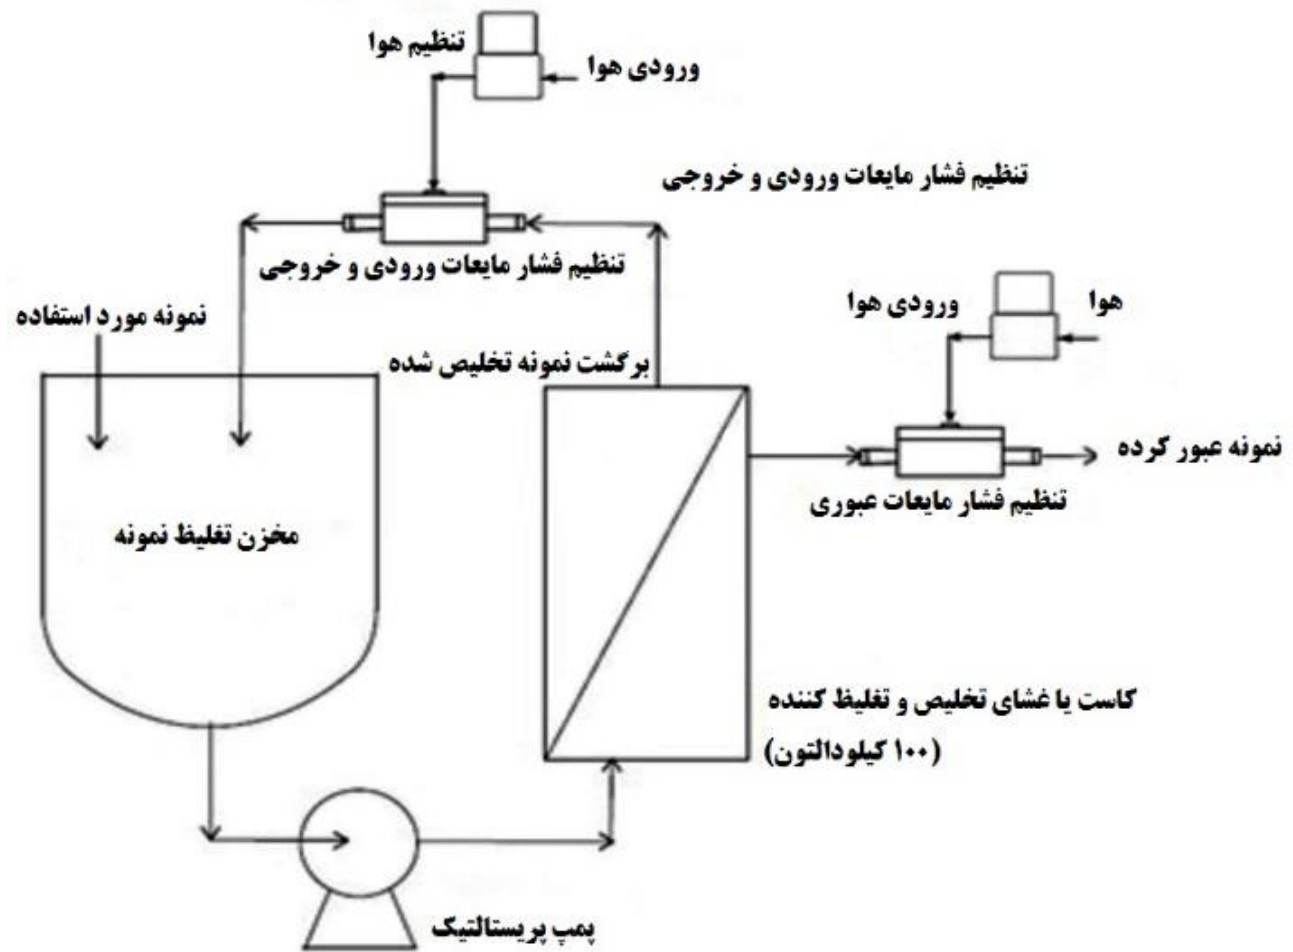 تنظیم هوا
ورودی هوا
تنظیم فشار مایعات ورودی و خروجی
تنظیم فشار مایعات ورودی و خروجی
نمونه مورد استفاده
ورودی هوا
هوا
برگشت نمونه تخلیص شده
نمونه عبور کرده
تنظیم فشار مایعات عبوری
مخزن تغلیظ نمونه
کاست یا غشای تخلیص و تغلیظ کننده
(۱۰۰ کیلودالتون)
پمپ پریستالتیک